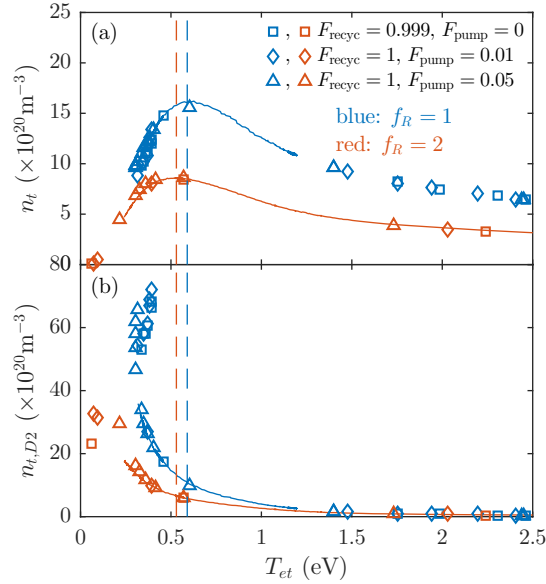 25
(a)
, F_recyc = 0.999, F_pump = 0
, F_recyc = 1, F_pump = 0.01
, F_recyc = 1, F_pump = 0.05
20
blue: f_R = 1
red: f_R = 2
15
10
5
0
n_t (×10^20 m^−3)
80
(b)
60
40
20
0
n_t,D2 (×10^20 m^−3)
0 0.5 1 1.5 2 2.5
T_et (eV)